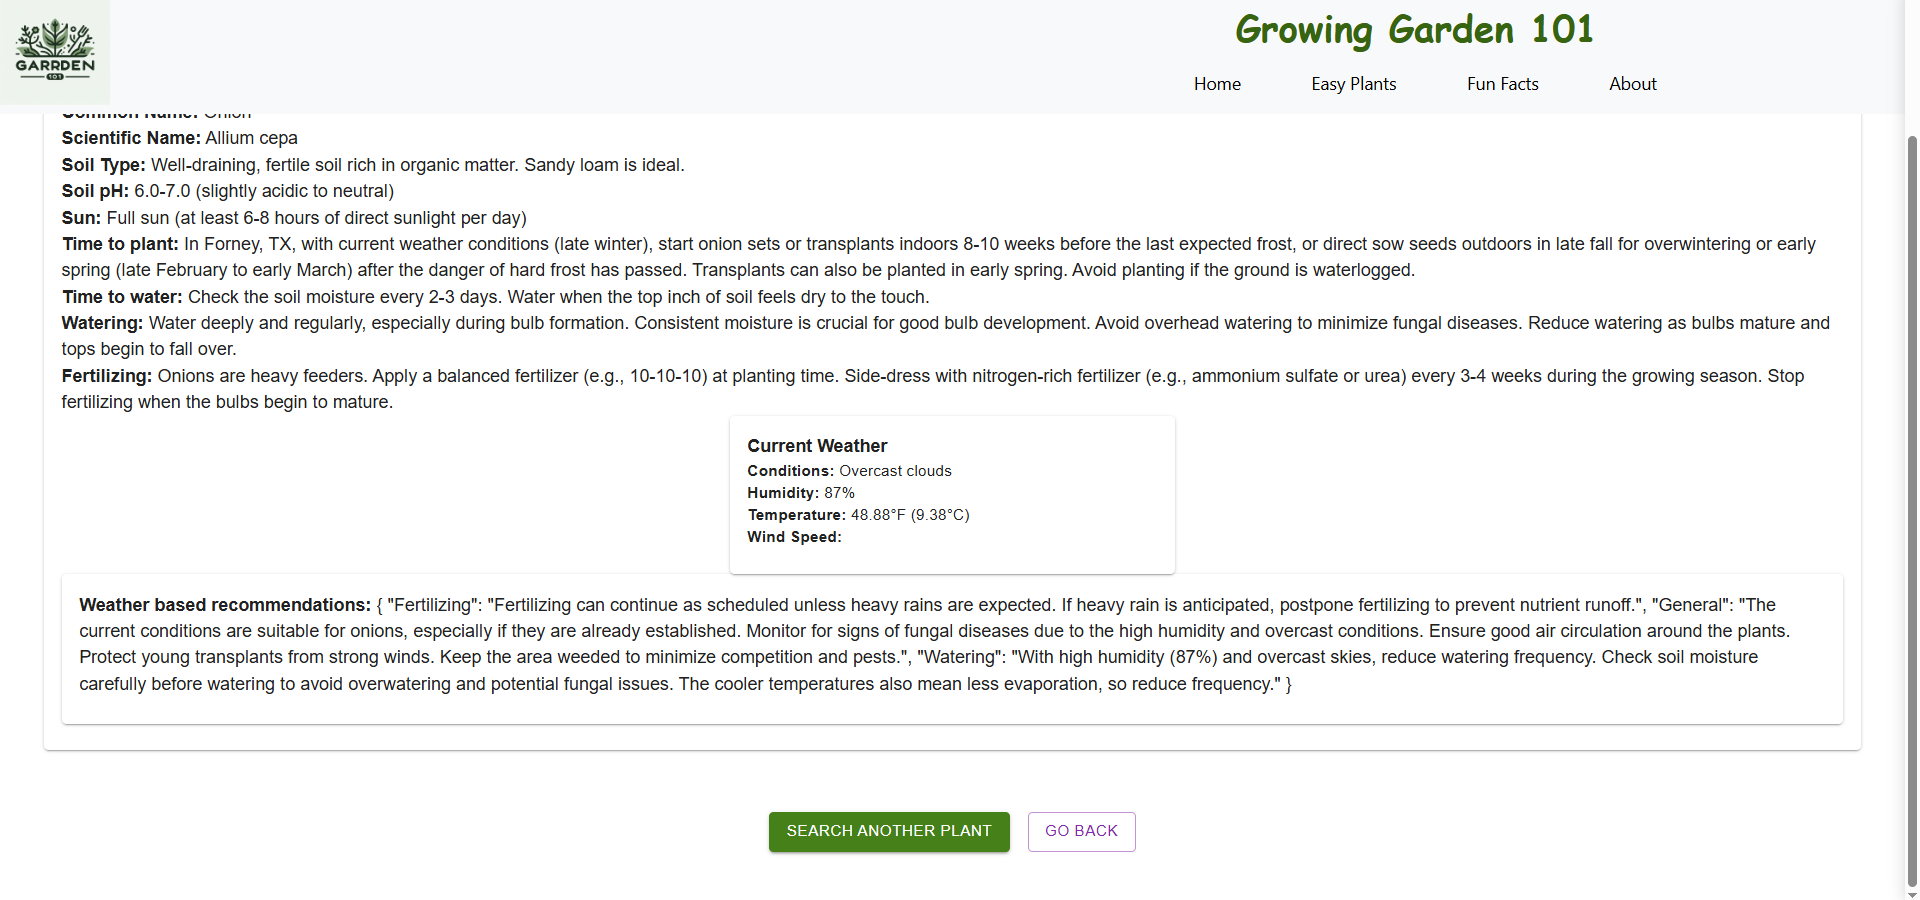 GARRDEN
101
Growing Garden 101
Home Easy Plants Fun Facts About
Common Name: Onion
Scientific Name: Allium cepa
Soil Type: Well-draining, fertile soil rich in organic matter. Sandy loam is ideal.
Soil pH: 6.0-7.0 (slightly acidic to neutral)
Sun: Full sun (at least 6-8 hours of direct sunlight per day)
Time to plant: In Forney, TX, with current weather conditions (late winter), start onion sets or transplants indoors 8-10 weeks before the last expected frost, or direct sow seeds outdoors in late fall for overwintering or early
spring (late February to early March) after the danger of hard frost has passed. Transplants can also be planted in early spring. Avoid planting if the ground is waterlogged.
Time to water: Check the soil moisture every 2-3 days. Water when the top inch of soil feels dry to the touch.
Watering: Water deeply and regularly, especially during bulb formation. Consistent moisture is crucial for good bulb development. Avoid overhead watering to minimize fungal diseases. Reduce watering as bulbs mature and
tops begin to fall over.
Fertilizing: Onions are heavy feeders. Apply a balanced fertilizer (e.g., 10-10-10) at planting time. Side-dress with nitrogen-rich fertilizer (e.g., ammonium sulfate or urea) every 3-4 weeks during the growing season. Stop
fertilizing when the bulbs begin to mature.
Current Weather
Conditions: Overcast clouds
Humidity: 87%
Temperature: 48.88°F (9.38°C)
Wind Speed:
Weather based recommendations: { "Fertilizing": "Fertilizing can continue as scheduled unless heavy rains are expected. If heavy rain is anticipated, postpone fertilizing to prevent nutrient runoff.", "General": "The
current conditions are suitable for onions, especially if they are already established. Monitor for signs of fungal diseases due to the high humidity and overcast conditions. Ensure good air circulation around the plants.
Protect young transplants from strong winds. Keep the area weeded to minimize competition and pests.", "Watering": "With high humidity (87%) and overcast skies, reduce watering frequency. Check soil moisture
carefully before watering to avoid overwatering and potential fungal issues. The cooler temperatures also mean less evaporation, so reduce frequency." }
SEARCH ANOTHER PLANT GO BACK